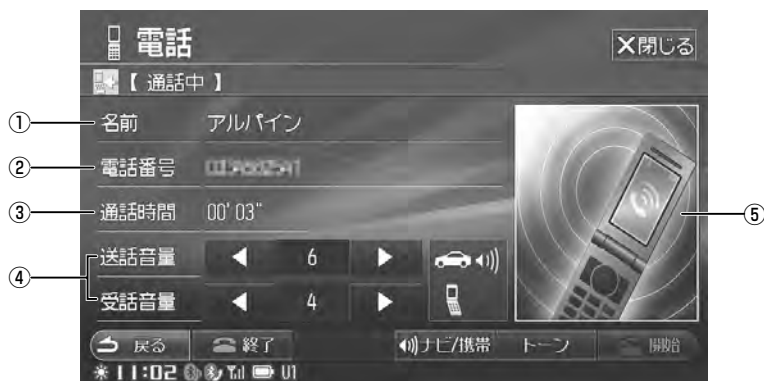 電話
×閉じる
【 通話中 】
① 名前 アルパイン
② 電話番号
③ 通話時間 00' 03"
④ 送話音量 ◀ 6 ▶
受話音量 ◀ 4 ▶
⑤
戻る 終了 ナビ/携帯 トーン 開始
11:02 U1